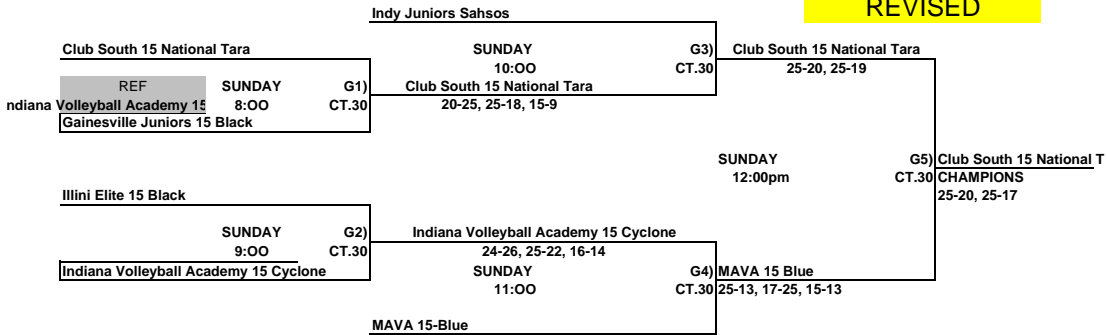 REVISED
Indy Juniors Sahsos
Club South 15 National Tara
SUNDAY G3) Club South 15 National Tara
10:OO CT.30 25-20, 25-19
REF SUNDAY G1) Club South 15 National Tara
ndiana Volleyball Academy 15 8:OO CT.30 20-25, 25-18, 15-9
Gainesville Juniors 15 Black
SUNDAY G5) Club South 15 National T
12:00pm CT.30 CHAMPIONS
Illini Elite 15 Black
25-20, 25-17
SUNDAY G2) Indiana Volleyball Academy 15 Cyclone
9:OO CT.30 24-26, 25-22, 16-14
Indiana Volleyball Academy 15 Cyclone
SUNDAY G4) MAVA 15 Blue
11:OO CT.30 25-13, 17-25, 15-13
MAVA 15-Blue